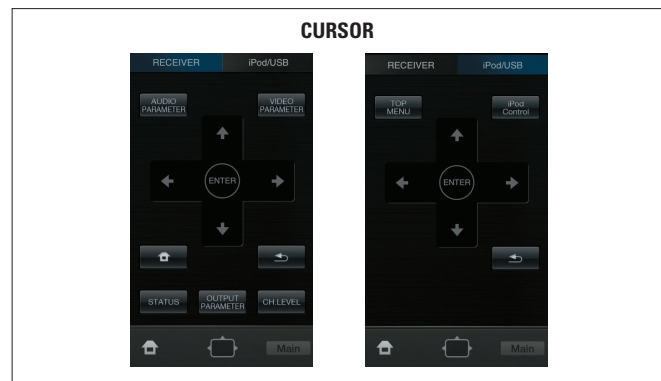 CURSOR
RECEIVER iPod/USB
AUDIO PARAMETER
VIDEO PARAMETER
ENTER
STATUS
OUTPUT PARAMETER
CH.LEVEL
Main
RECEIVER iPod/USB
TOP MENU
iPod Control
ENTER
Main